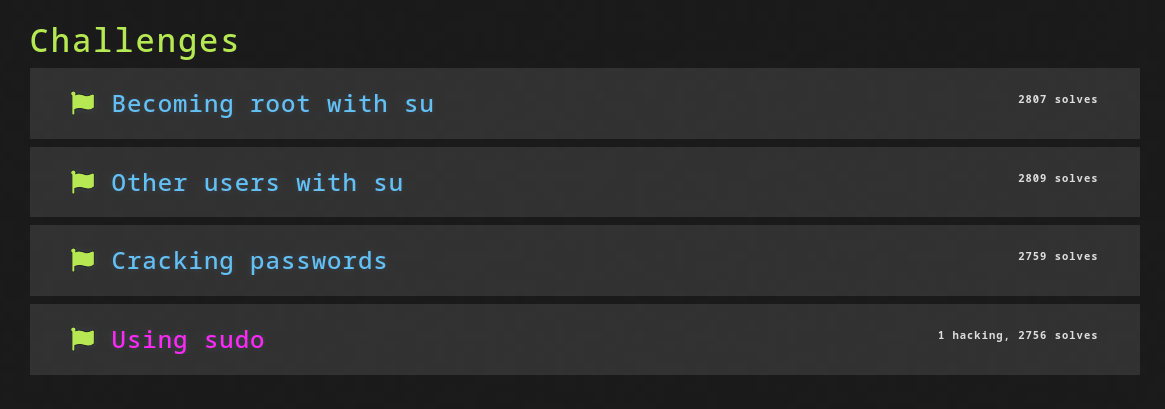 Challenges
Becoming root with su
2807 solves
Other users with su
2809 solves
Cracking passwords
2759 solves
Using sudo
1 hacking, 2756 solves